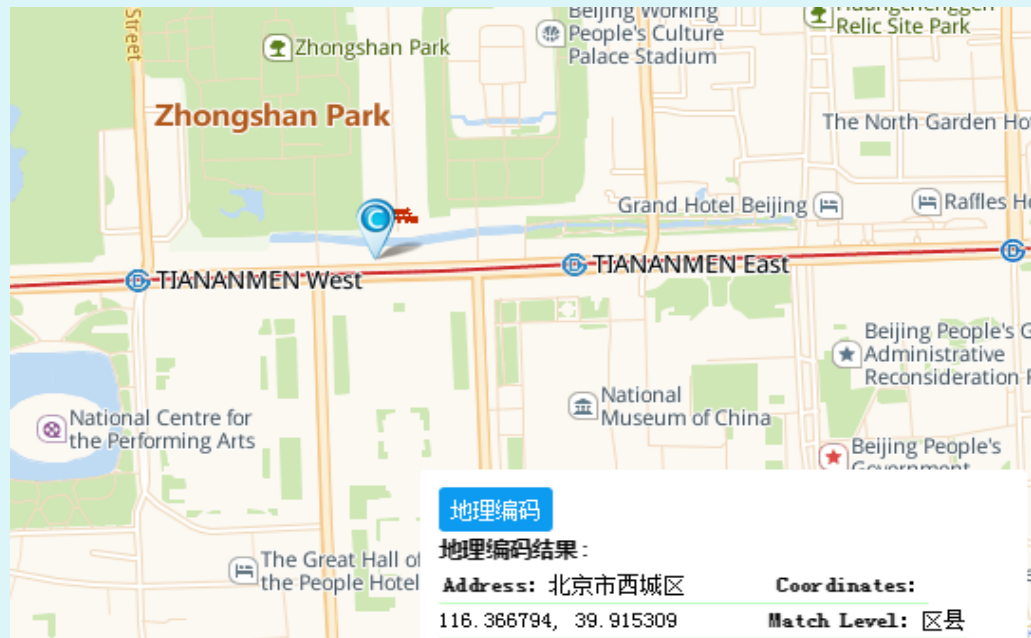 Street
Zhongshan Park
Beijing Working
People's Culture
Palace Stadium
Relic Site Park
Zhongshan Park
The North Garden
Grand Hotel Beijing
Raffles
C
TIANANMEN West
TIANANMEN East
Beijing People's
Administrative
Reconsideration
National
Museum of China
National Centre for
the Performing Arts
Beijing People's
Government
The Great Hall of
the People Hotel
地理编码
地理编码结果:
Address: 北京市西城区 Coordinates:
116.366794, 39.915309 Match Level: 区县